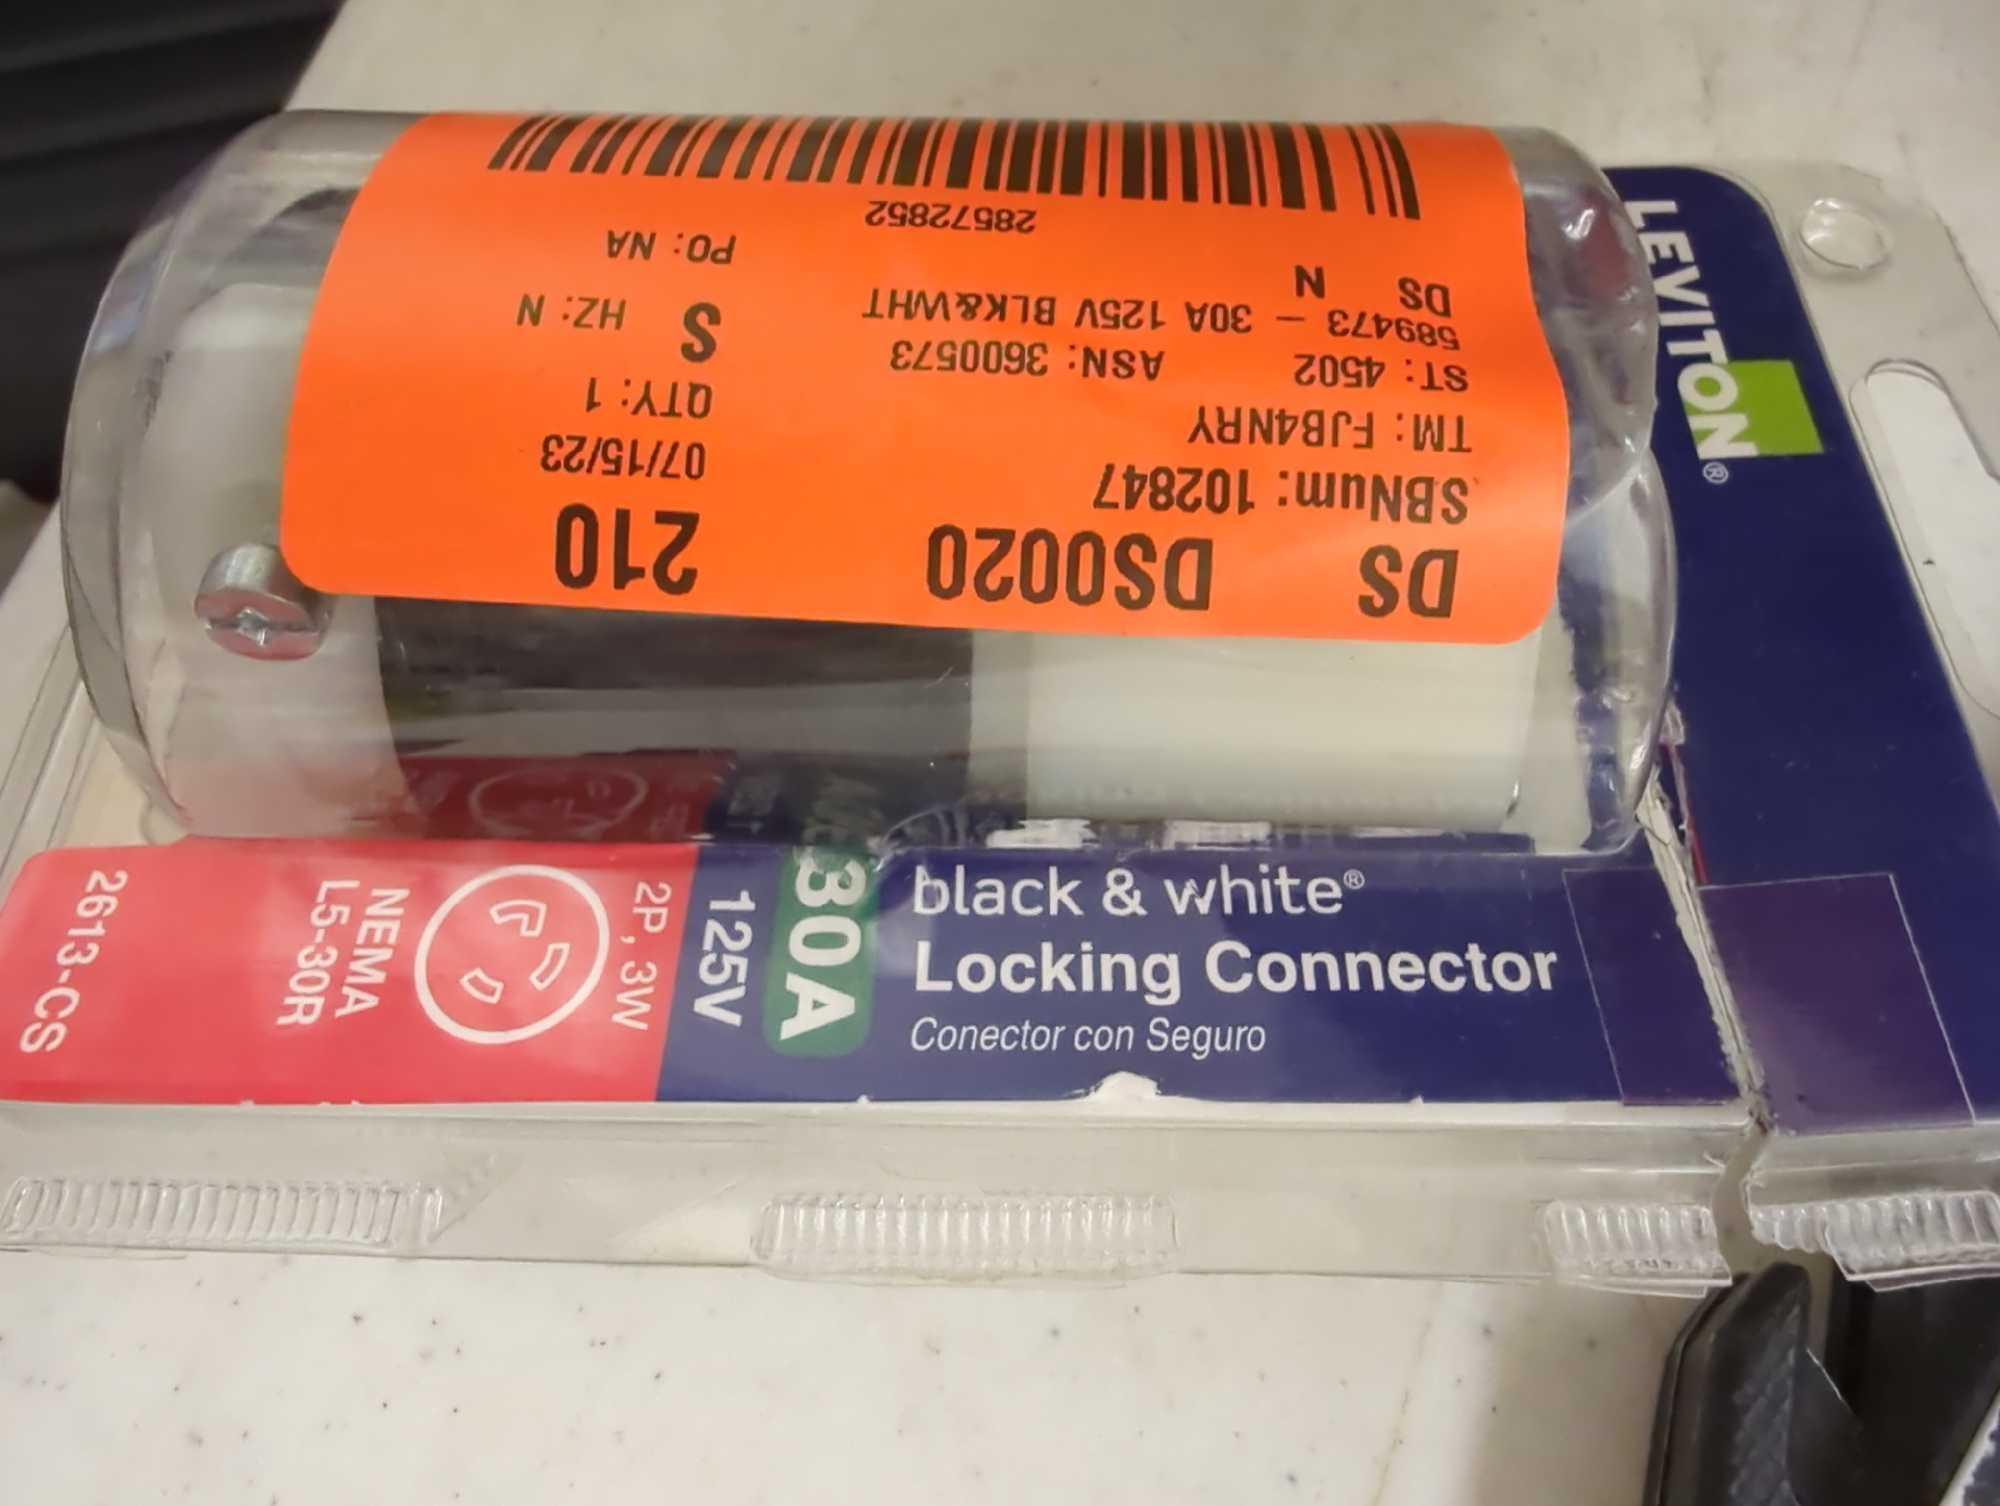 DS DS0020 210
SBNum: 102847 07/15/23
TM: FJB4NRY QTY: 1
ST: 4502 ASN: 3600573 S HZ: N
589473 - 30A 125V BLK&WHT
DS N PO: NA
28572852
LEVITON®
black & white®
Locking Connector
Conector con Seguro
30A
125V
2P, 3W
NEMA
L5-30R
2613-CS